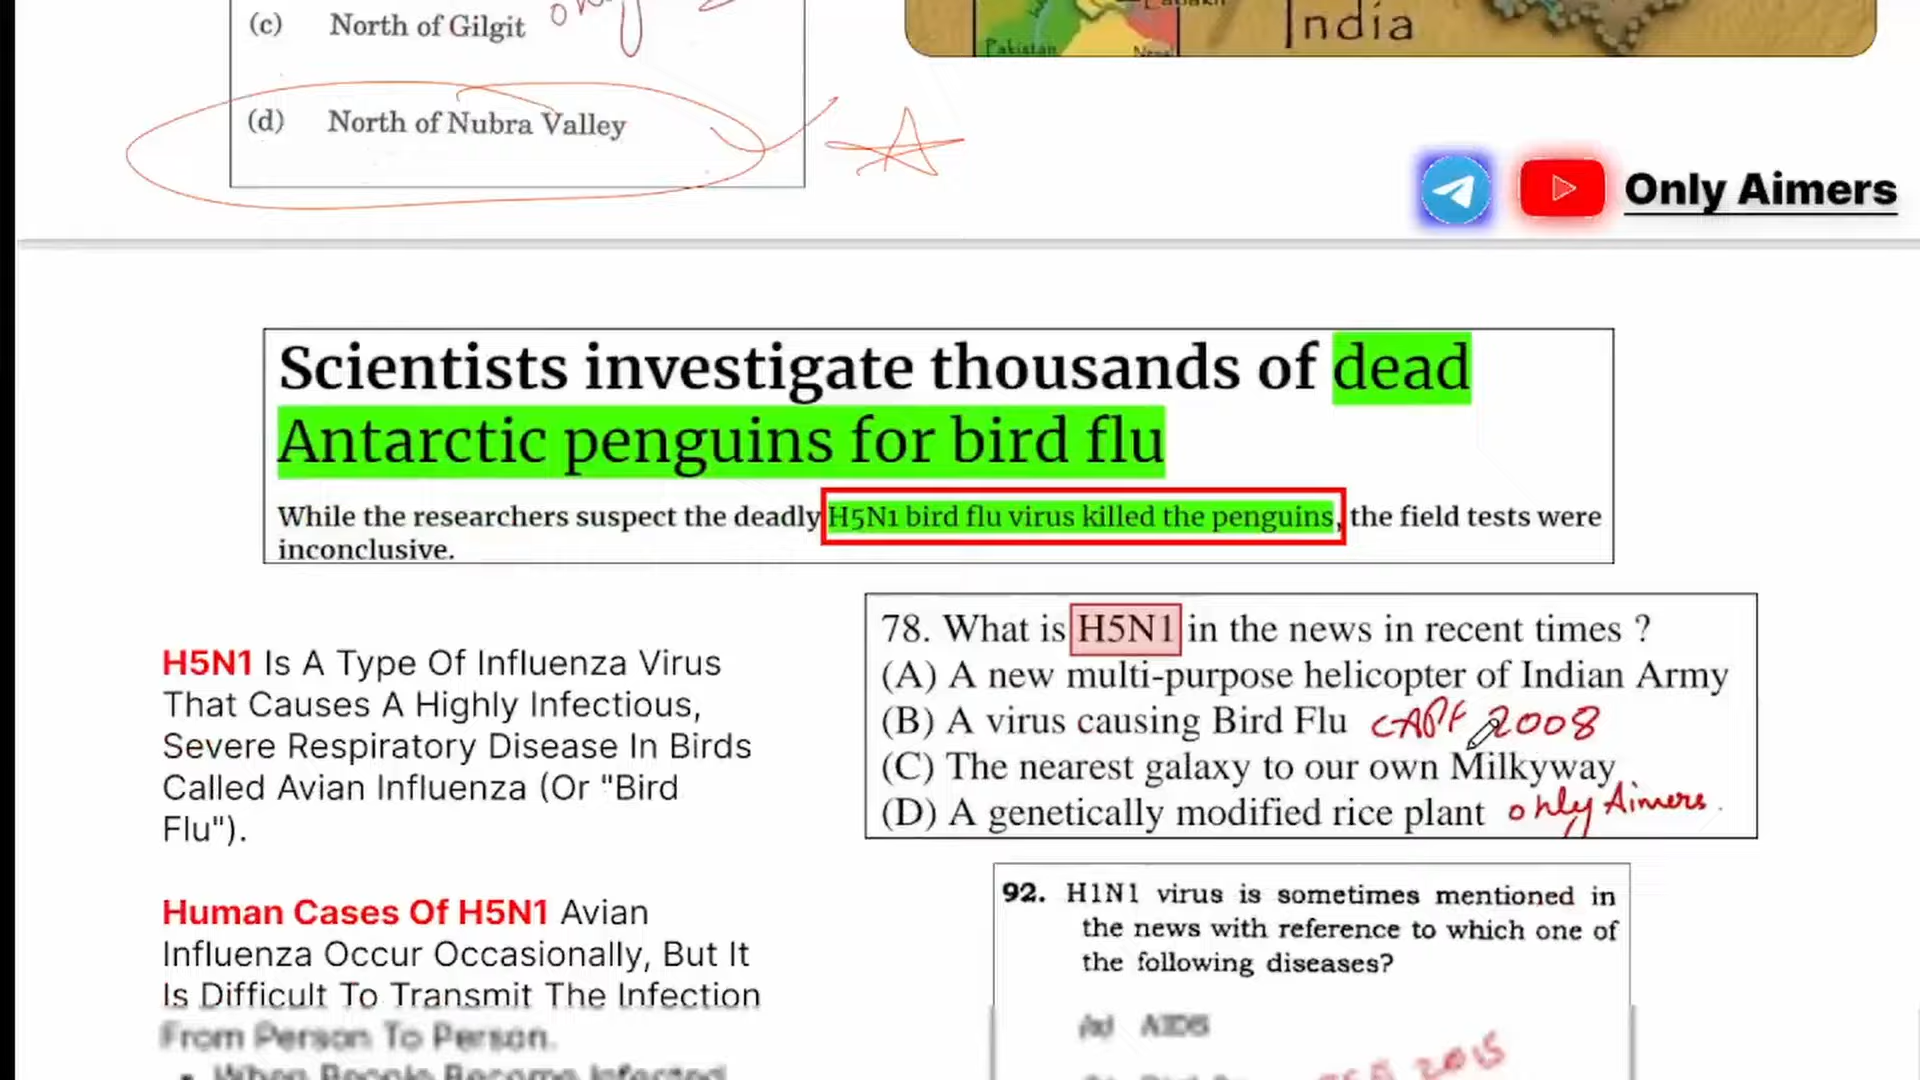 (c) North of Gilgit
only
(d) North of Nubra Valley
Pakistan
India
Only Aimers
Scientists investigate thousands of dead
Antarctic penguins for bird flu
While the researchers suspect the deadly H5N1 bird flu virus killed the penguins, the field tests were
inconclusive.
H5N1 Is A Type Of Influenza Virus
That Causes A Highly Infectious,
Severe Respiratory Disease In Birds
Called Avian Influenza (Or "Bird
Flu").
Human Cases Of H5N1 Avian
Influenza Occur Occasionally, But It
Is Difficult To Transmit The Infection
From Person To Person.
• When People Become Infected
78. What is H5N1 in the news in recent times ?
(A) A new multi-purpose helicopter of Indian Army
(B) A virus causing Bird Flu CAPF 2008
(C) The nearest galaxy to our own Milkyway
(D) A genetically modified rice plant only Aimers
92. H1N1 virus is sometimes mentioned in
the news with reference to which one of
the following diseases?
(a) AIDS
2015